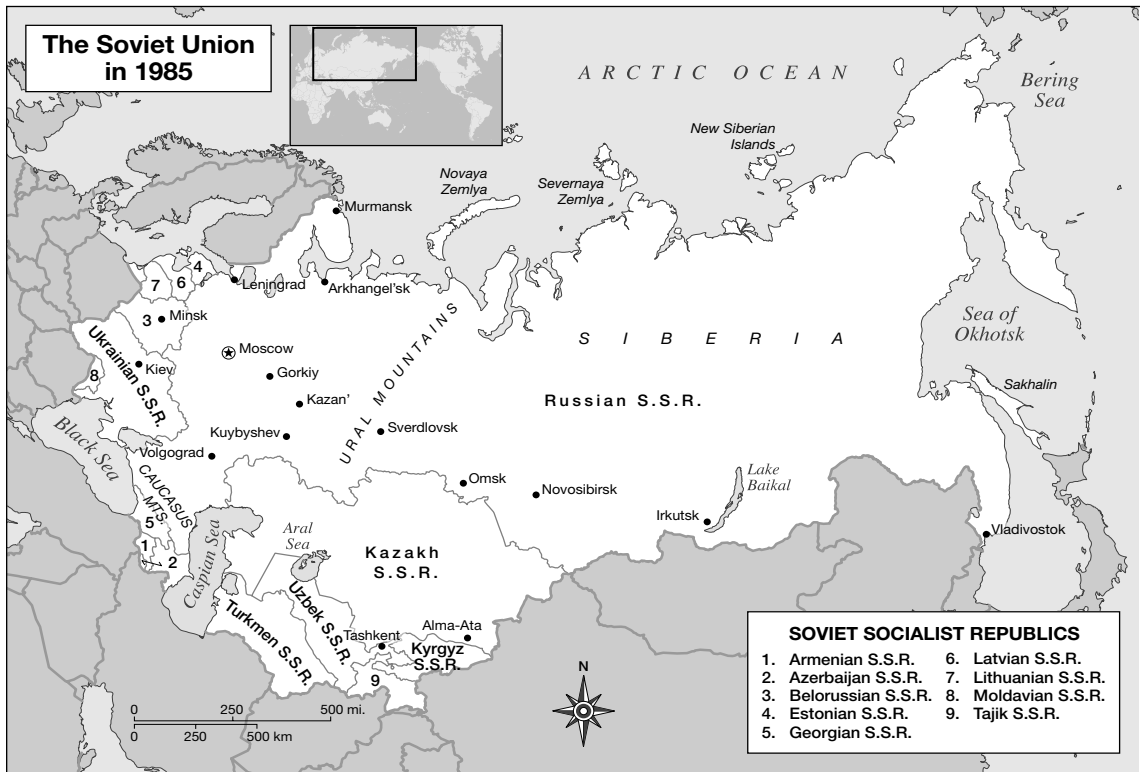 The Soviet Union
in 1985
ARCTIC OCEAN
Bering
Sea
New Siberian
Islands
Novaya
Zemlya
Severnaya
Zemlya
Murmansk
4
7
6
Leningrad
Arkhangel'sk
3
Minsk
Sea of
Okhotsk
SIBERIA
Moscow
URAL MOUNTAINS
Ukrainian S.S.R.
Kiev
8
Gorkiy
Sakhalin
Kazan'
Russian S.S.R.
Black Sea
Kuybyshev
Sverdlovsk
Volgograd
Omsk
Novosibirsk
Lake
Baikal
CAUCASUS
MTS.
Irkutsk
Vladivostok
5
1
2
Caspian Sea
Aral
Sea
Kazakh
S.S.R.
Uzbek S.S.R.
Turkmen S.S.R.
Tashkent
Alma-Ata
Kyrgyz
S.S.R.
9
N
0 250 500 mi.
0 250 500 km
SOVIET SOCIALIST REPUBLICS
1. Armenian S.S.R.
2. Azerbaijan S.S.R.
3. Belorussian S.S.R.
4. Estonian S.S.R.
5. Georgian S.S.R.
6. Latvian S.S.R.
7. Lithuanian S.S.R.
8. Moldavian S.S.R.
9. Tajik S.S.R.